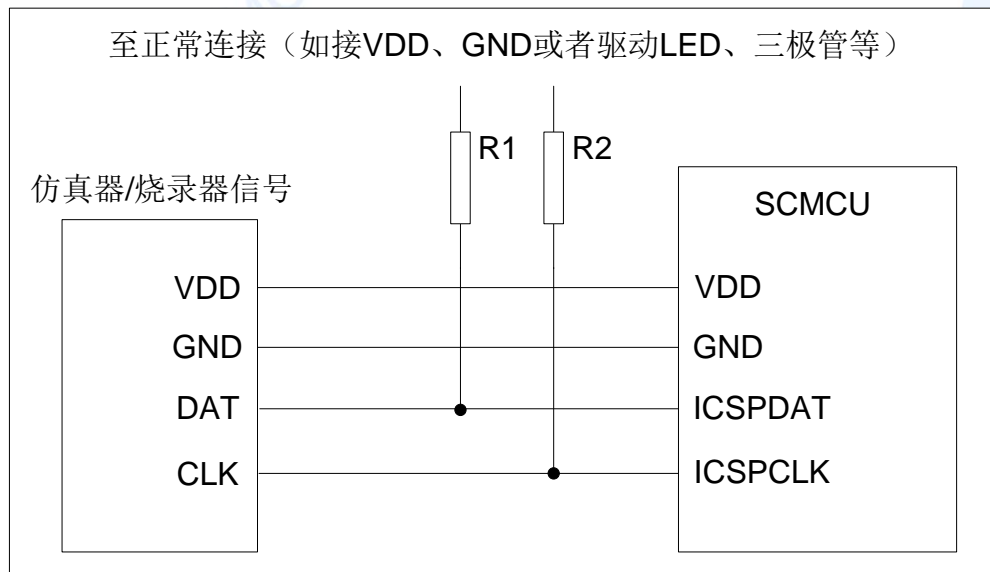 至正常连接（如接VDD、GND或者驱动LED、三极管等）
R1
R2
仿真器/烧录器信号
SCMCU
VDD
VDD
GND
GND
DAT
ICSPDAT
CLK
ICSPCLK